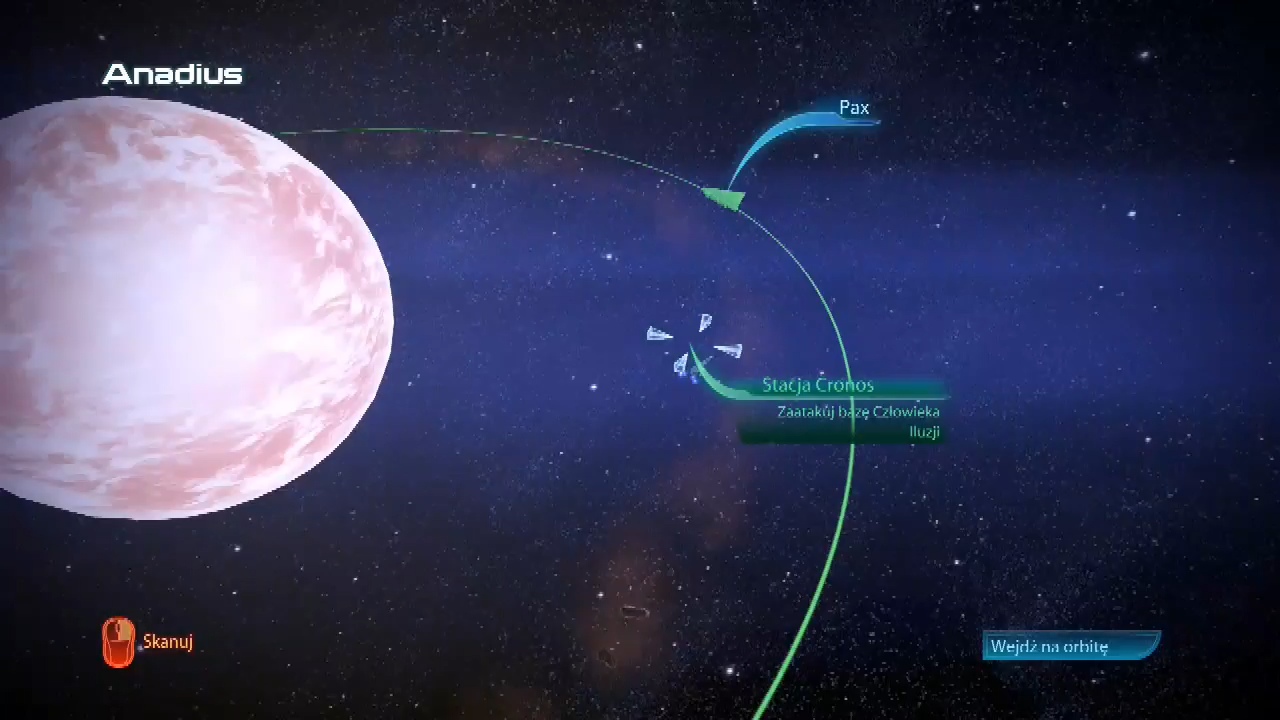 Anadius
Pax
Stacja Cronos
Zaatakuj bazę Człowieka
Iluzji
Skanuj
Wejdź na orbitę